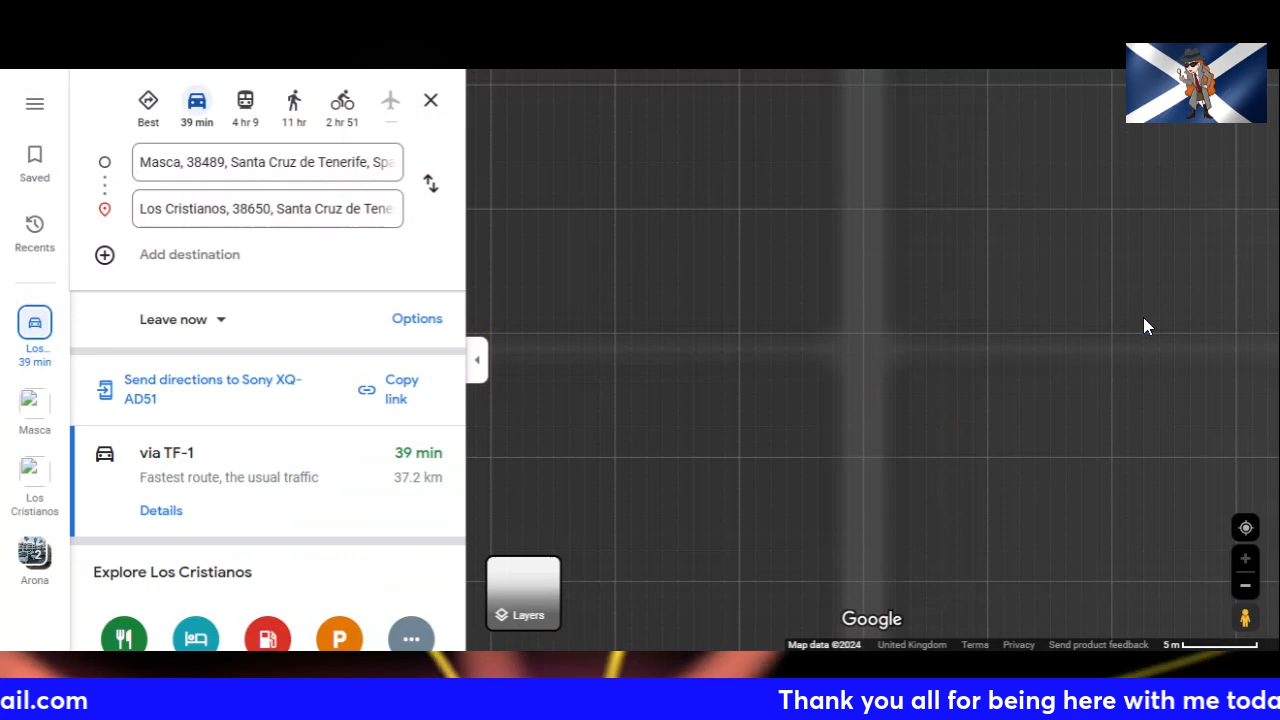 Best
39 min
4 hr 9
11 hr
2 hr 51
—
Masca, 38489, Santa Cruz de Tenerife, Spa
Los Cristianos, 38650, Santa Cruz de Tene
Add destination
Leave now
Options
Send directions to Sony XQ-
AD51
Copy
link
via TF-1
39 min
Fastest route, the usual traffic
37.2 km
Details
Explore Los Cristianos
P
Saved
Recents
Los...
39 min
Masca
Los
Cristianos
2
Arona
Layers
Google
Map data ©2024 United Kingdom Terms Privacy Send product feedback 5 m
ail.com
Thank you all for being here with me toda